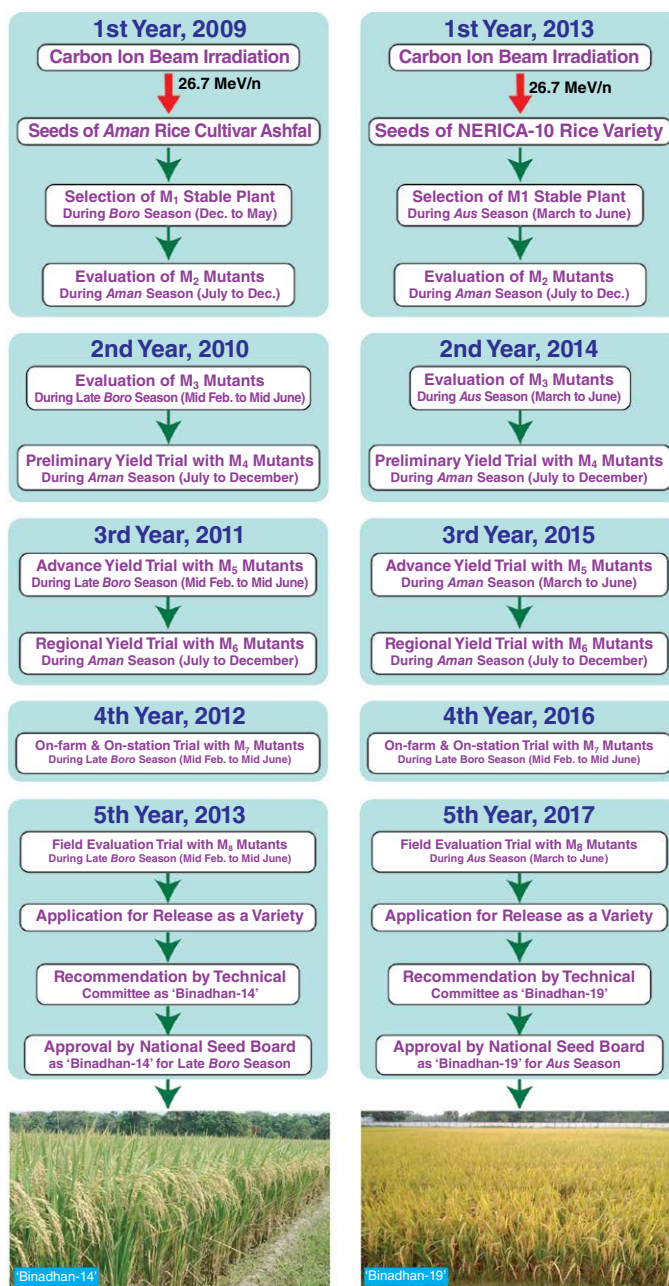 1st Year, 2009
Carbon Ion Beam Irradiation
26.7 MeV/n
Seeds of Aman Rice Cultivar Ashfal
Selection of M₁ Stable Plant
During Boro Season (Dec. to May)
Evaluation of M₂ Mutants
During Aman Season (July to Dec.)
2nd Year, 2010
Evaluation of M₃ Mutants
During Late Boro Season (Mid Feb. to Mid June)
Preliminary Yield Trial with M₄ Mutants
During Aman Season (July to December)
3rd Year, 2011
Advance Yield Trial with M₅ Mutants
During Late Boro Season (Mid Feb. to Mid June)
Regional Yield Trial with M₆ Mutants
During Aman Season (July to December)
4th Year, 2012
On-farm & On-station Trial with M₇ Mutants
During Late Boro Season (Mid Feb. to Mid June)
5th Year, 2013
Field Evaluation Trial with M₈ Mutants
During Late Boro Season (Mid Feb. to Mid June)
Application for Release as a Variety
Recommendation by Technical
Committee as 'Binadhan-14'
Approval by National Seed Board
as 'Binadhan-14' for Late Boro Season
'Binadhan-14'
1st Year, 2013
Carbon Ion Beam Irradiation
26.7 MeV/n
Seeds of NERICA-10 Rice Variety
Selection of M1 Stable Plant
During Aus Season (March to June)
Evaluation of M₂ Mutants
During Aman Season (July to Dec.)
2nd Year, 2014
Evaluation of M₃ Mutants
During Aus Season (March to June)
Preliminary Yield Trial with M₄ Mutants
During Aman Season (July to December)
3rd Year, 2015
Advance Yield Trial with M₅ Mutants
During Aman Season (March to June)
Regional Yield Trial with M₆ Mutants
During Aman Season (July to December)
4th Year, 2016
On-farm & On-station Trial with M₇ Mutants
During Late Boro Season (Mid Feb. to Mid June)
5th Year, 2017
Field Evaluation Trial with M₈ Mutants
During Aus Season (March to June)
Application for Release as a Variety
Recommendation by Technical
Committee as 'Binadhan-19'
Approval by National Seed Board
as 'Binadhan-19' for Aus Season
'Binadhan-19'